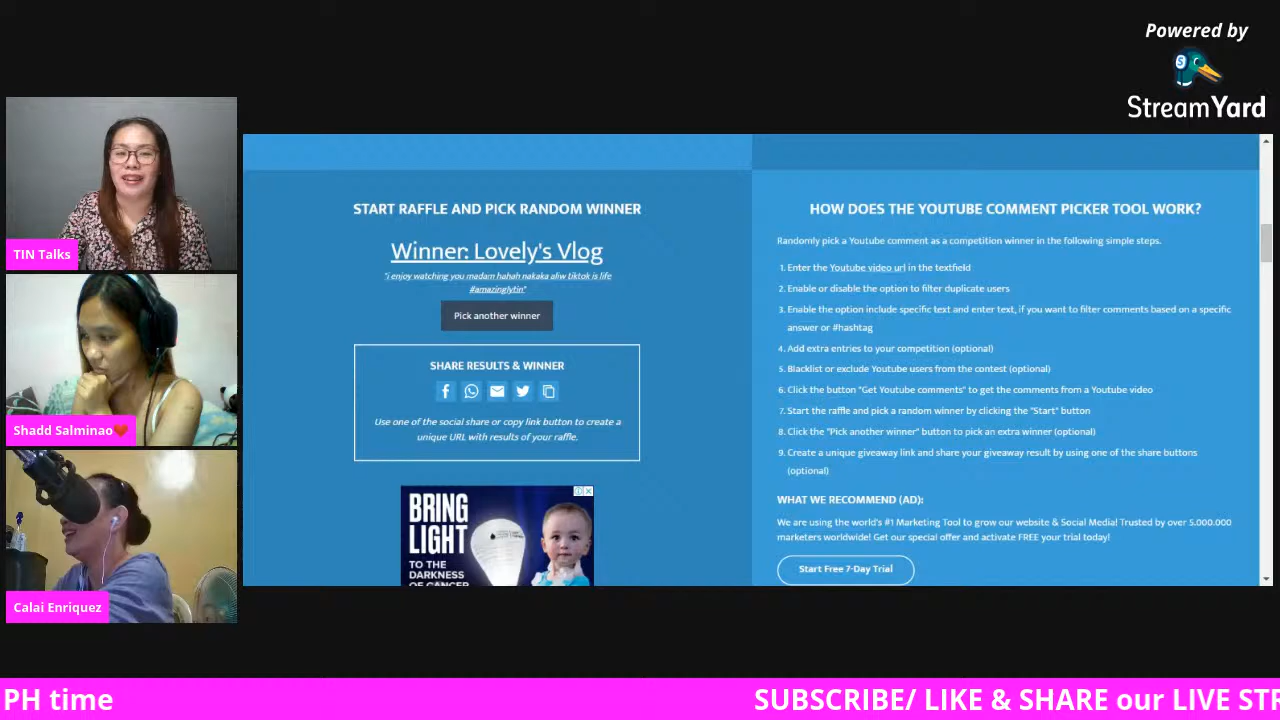 Powered by
StreamYard
TIN Talks
Shadd Salminao
Calai Enriquez
START RAFFLE AND PICK RANDOM WINNER
Winner: Lovely's Vlog
"i enjoy watching you madam hahah nakaka aliw tiktok is life
#amazinglytin"
Pick another winner
SHARE RESULTS & WINNER
Use one of the social share or copy link button to create a
unique URL with results of your raffle.
BRING
LIGHT
TO THE
DARKNESS
OF CANCER
HOW DOES THE YOUTUBE COMMENT PICKER TOOL WORK?
Randomly pick a Youtube comment as a competition winner in the following simple steps.
1. Enter the Youtube video url in the textfield
2. Enable or disable the option to filter duplicate users
3. Enable the option include specific text and enter text, if you want to filter comments based on a specific
answer or #hashtag
4. Add extra entries to your competition (optional)
5. Blacklist or exclude Youtube users from the contest (optional)
6. Click the button "Get Youtube comments" to get the comments from a Youtube video
7. Start the raffle and pick a random winner by clicking the "Start" button
8. Click the "Pick another winner" button to pick an extra winner (optional)
9. Create a unique giveaway link and share your giveaway result by using one of the share buttons
(optional)
WHAT WE RECOMMEND (AD):
We are using the world's #1 Marketing Tool to grow our website & Social Media! Trusted by over 5.000.000
marketers worldwide! Get our special offer and activate FREE your trial today!
Start Free 7-Day Trial
PH time
SUBSCRIBE/ LIKE & SHARE our LIVE STR